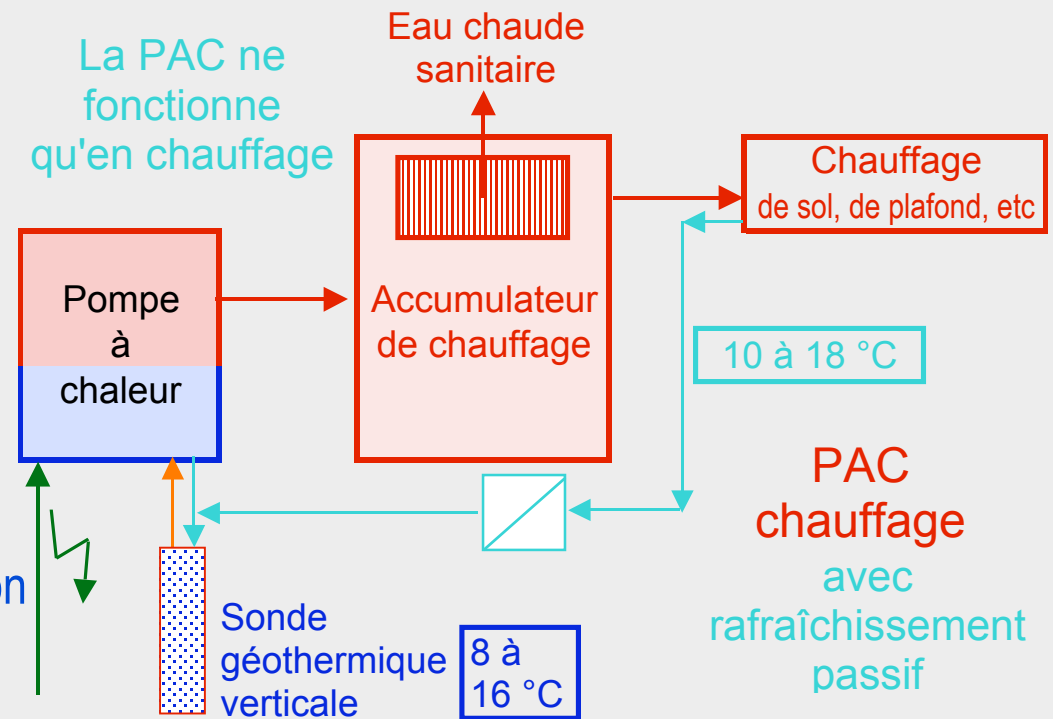 La PAC ne
fonctionne
qu'en chauffage
Eau chaude
sanitaire
Chauffage
de sol, de plafond, etc
Pompe
à
chaleur
Accumulateur
de chauffage
10 à 18 °C
PAC
chauffage
avec
rafraîchissement
passif
Sonde
géothermique
verticale
8 à
16 °C